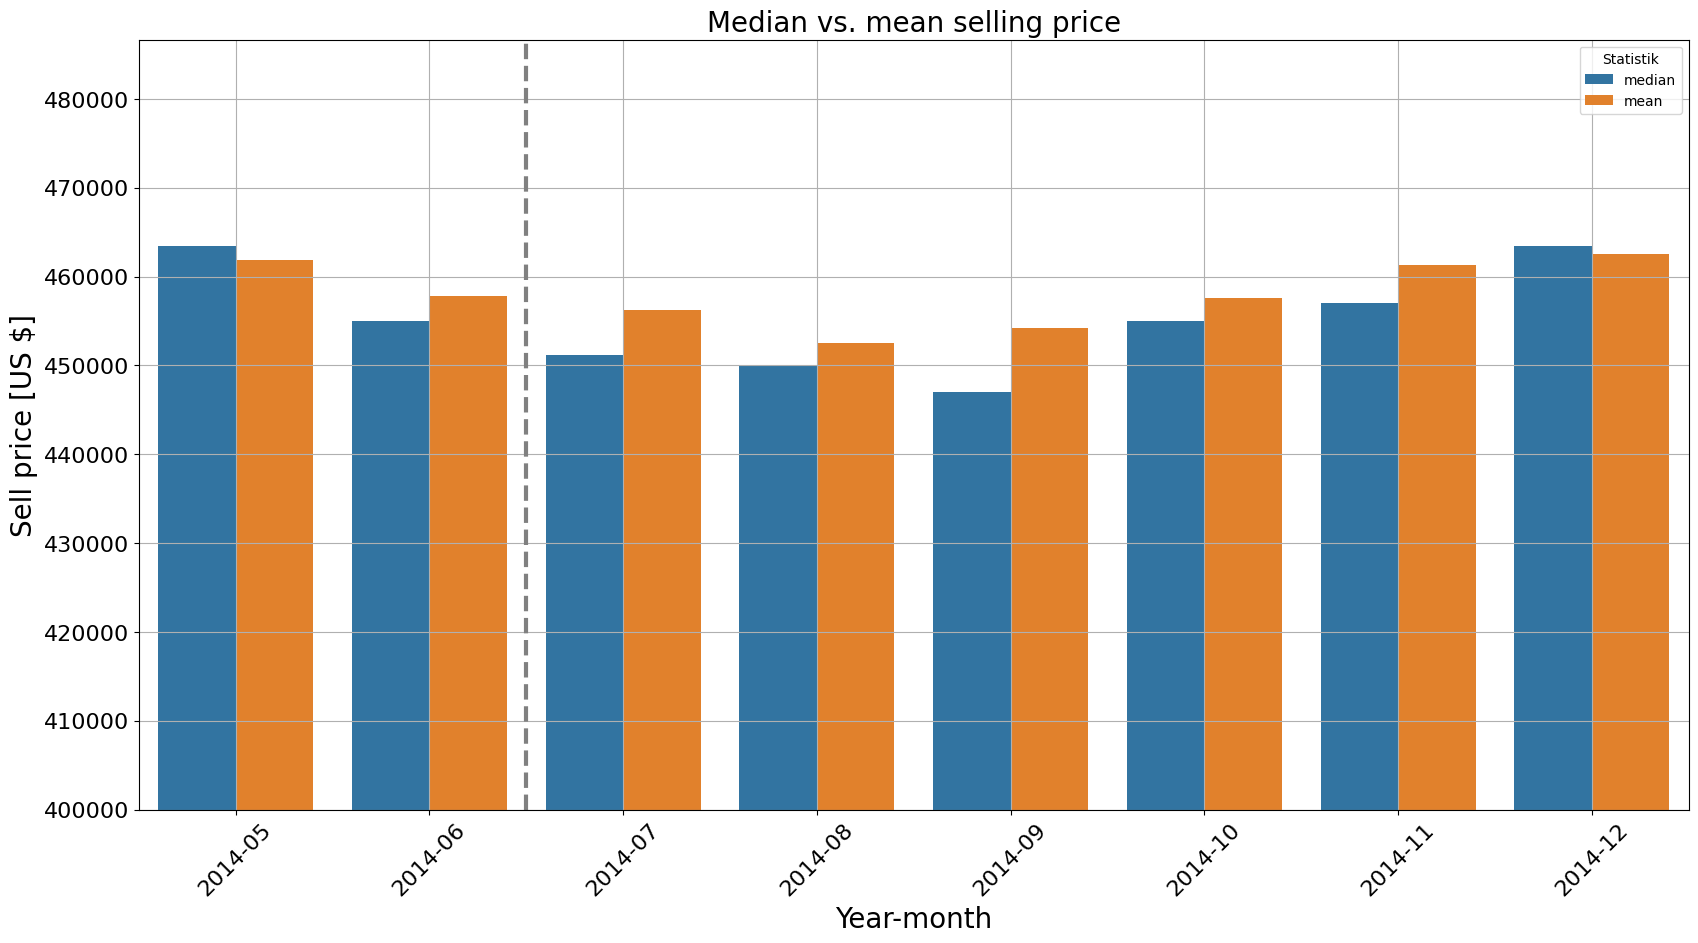 Median vs. mean selling price
Statistik
median
mean
480000
470000
460000
450000
440000
430000
420000
410000
400000
Sell price [US $]
2014-05
2014-06
2014-07
2014-08
2014-09
2014-10
2014-11
2014-12
Year-month